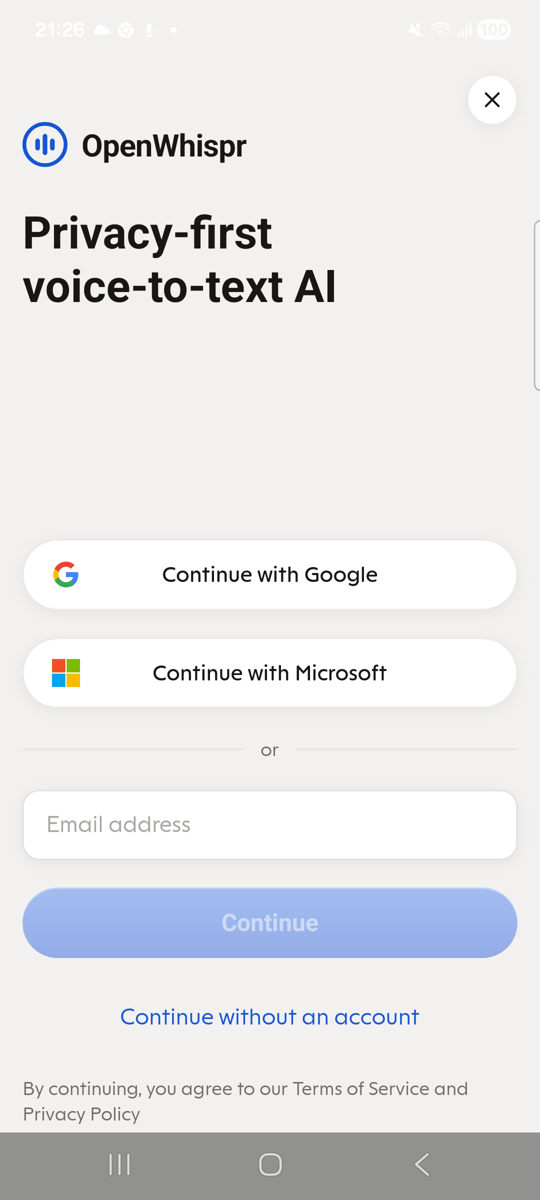 21:26
100
OpenWhispr
Privacy-first
voice-to-text AI
Continue with Google
Continue with Microsoft
or
Email address
Continue
Continue without an account
By continuing, you agree to our Terms of Service and
Privacy Policy